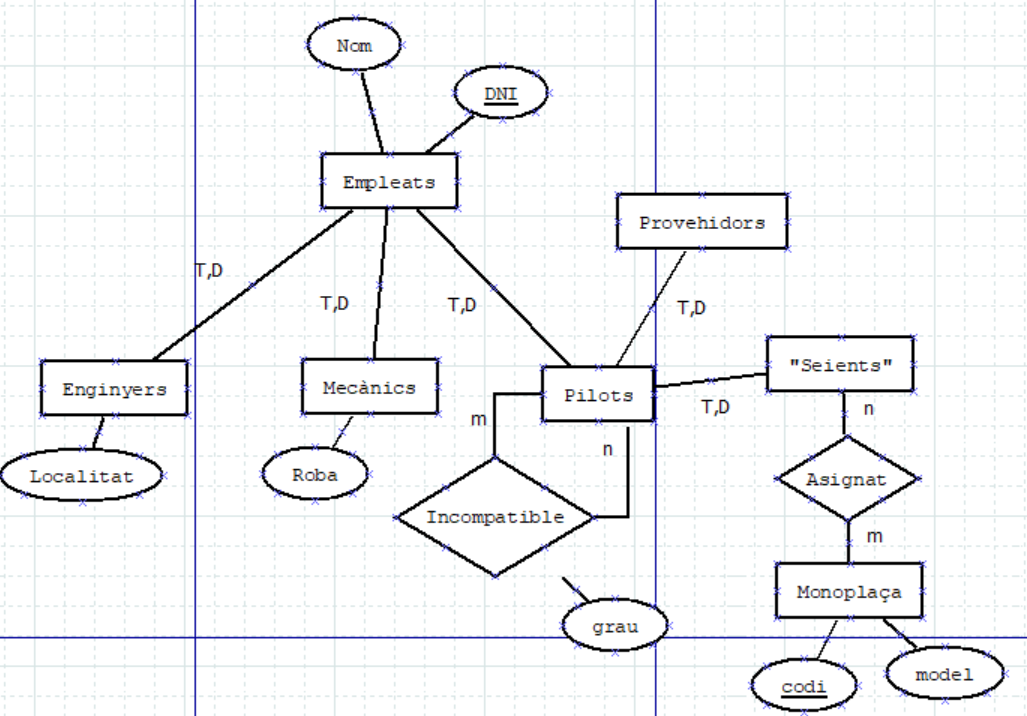 Nom
DNI
Empleats
Provehidors
T,D
T,D
T,D
T,D
Enginyers
Mecànics
Pilots
"Seients"
T,D
m
n
n
Localitat
Roba
Asignat
Incompatible
m
Monoplaça
grau
codi
model